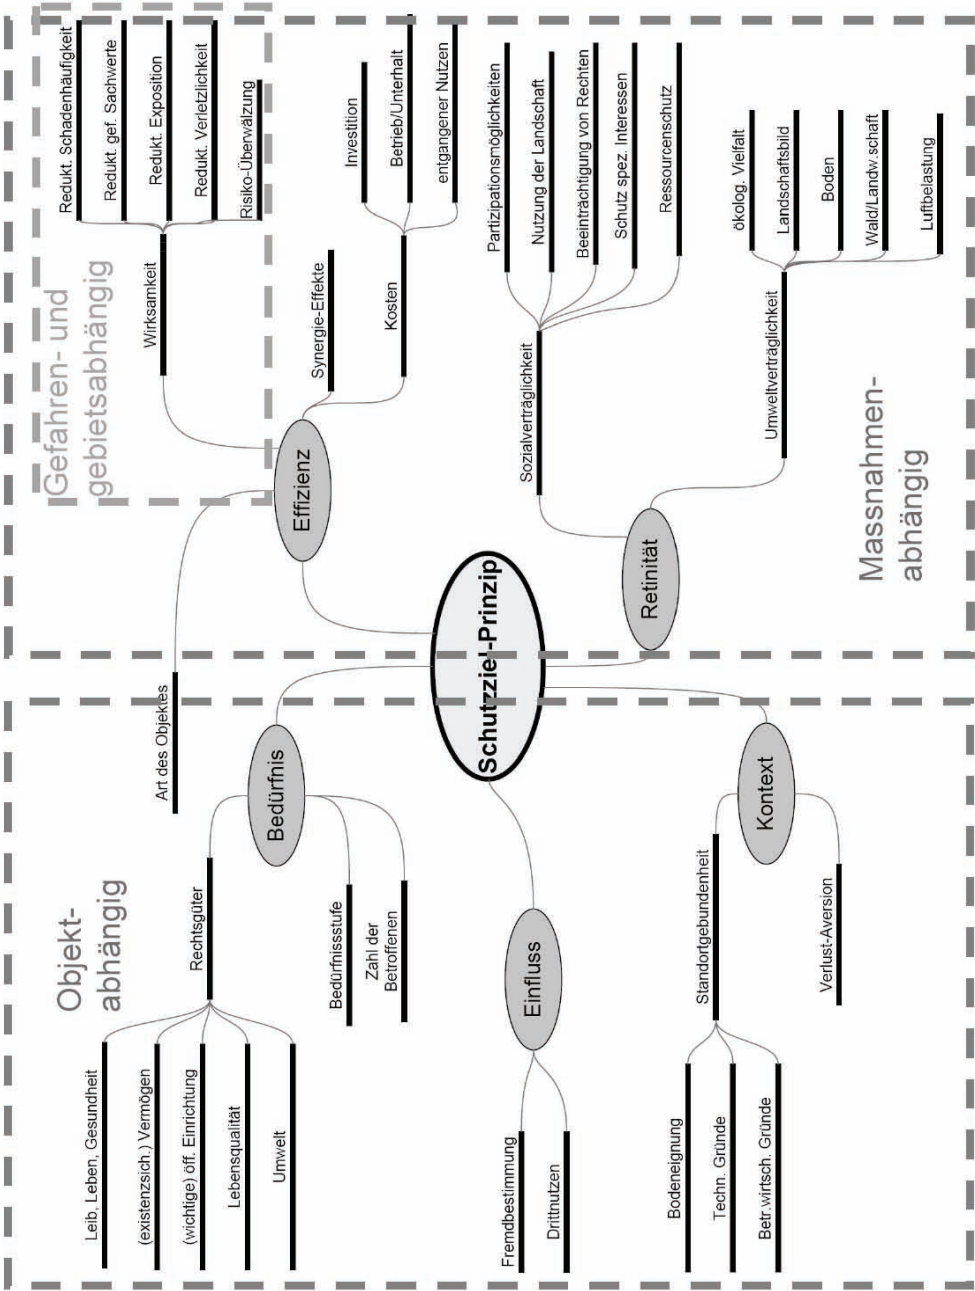 Objekt-
abhängig
Leib, Leben, Gesundheit
(existenzsich.) Vermögen
(wichtige) öff. Einrichtung
Lebensqualität
Umwelt
Rechtsgüter
Bedürfnisstufe
Zahl der
Betroffenen
Bedürfnis
Art des Objektes
Fremdbestimmung
Drittnutzen
Einfluss
Bodeneignung
Techn. Gründe
Betr.wirtsch. Gründe
Standortgebundenheit
Verlust-Aversion
Kontext
Schutzziel-Prinzip
Gefahren- und
gebietsabhängig
Effizienz
Wirksamkeit
Redukt. Schadenhäufigkeit
Redukt. gef. Sachwerte
Redukt. Exposition
Redukt. Verletzlichkeit
Risiko-Überwälzung
Synergie-Effekte
Kosten
Investition
Betrieb/Unterhalt
entgangener Nutzen
Retinität
Sozialverträglichkeit
Partizipationsmöglichkeiten
Nutzung der Landschaft
Beeinträchtigung von Rechten
Schutz spez. Interessen
Ressourcenschutz
Umweltverträglichkeit
ökolog. Vielfalt
Landschaftsbild
Boden
Wald/Landw.schaft
Luftbelastung
Massnahmen-
abhängig